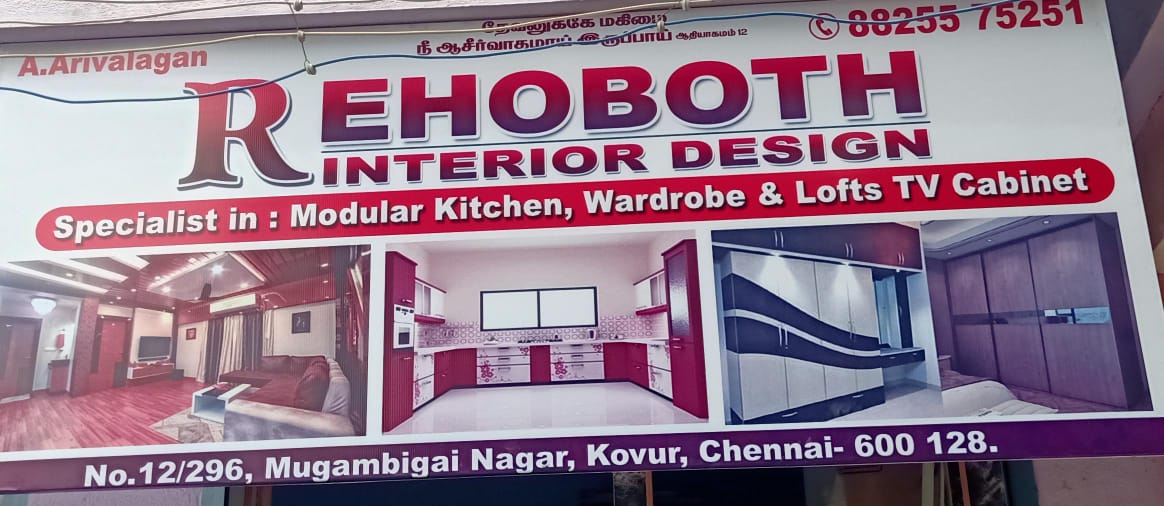 தேவனுக்கே மகிமை
நீ ஆசீர்வாதமாய் இருப்பாய் ஆதியாகமம் 12
88255 75251
A.Arivalagan
REHOBOTH
INTERIOR DESIGN
Specialist in : Modular Kitchen, Wardrobe & Lofts TV Cabinet
No.12/296, Mugambigai Nagar, Kovur, Chennai- 600 128.